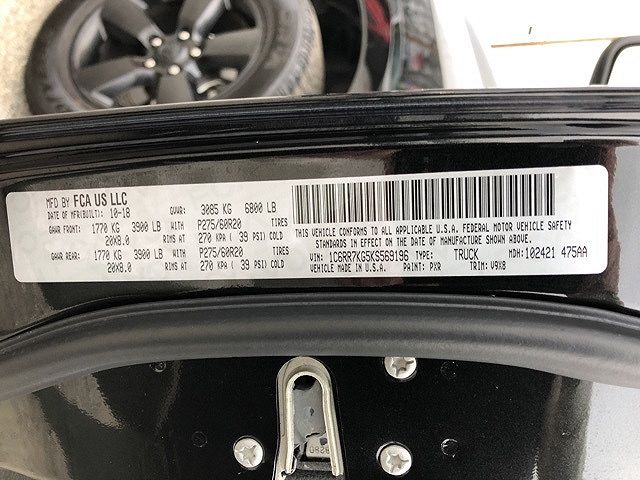 MFD BY FCA US LLC
DATE OF MFR(BUILT): 10-18 GVWR: 3085 KG 6800 LB
GAWR FRONT: 1770 KG 3900 LB WITH P275/60R20 TIRES
20X8.0 RIMS AT 270 KPA ( 39 PSI) COLD
GAWR REAR: 1770 KG 3900 LB WITH P275/60R20 TIRES
20X8.0 RIMS AT 270 KPA ( 39 PSI) COLD
THIS VEHICLE CONFORMS TO ALL APPLICABLE U.S.A. FEDERAL MOTOR VEHICLE SAFETY
STANDARDS IN EFFECT ON THE DATE OF MANUFACTURE SHOWN ABOVE.
VIN: 1C6RR7KG5KS569196 TYPE: TRUCK MDH: 102421 475AA
PAINT: PXR TRIM: V9X8